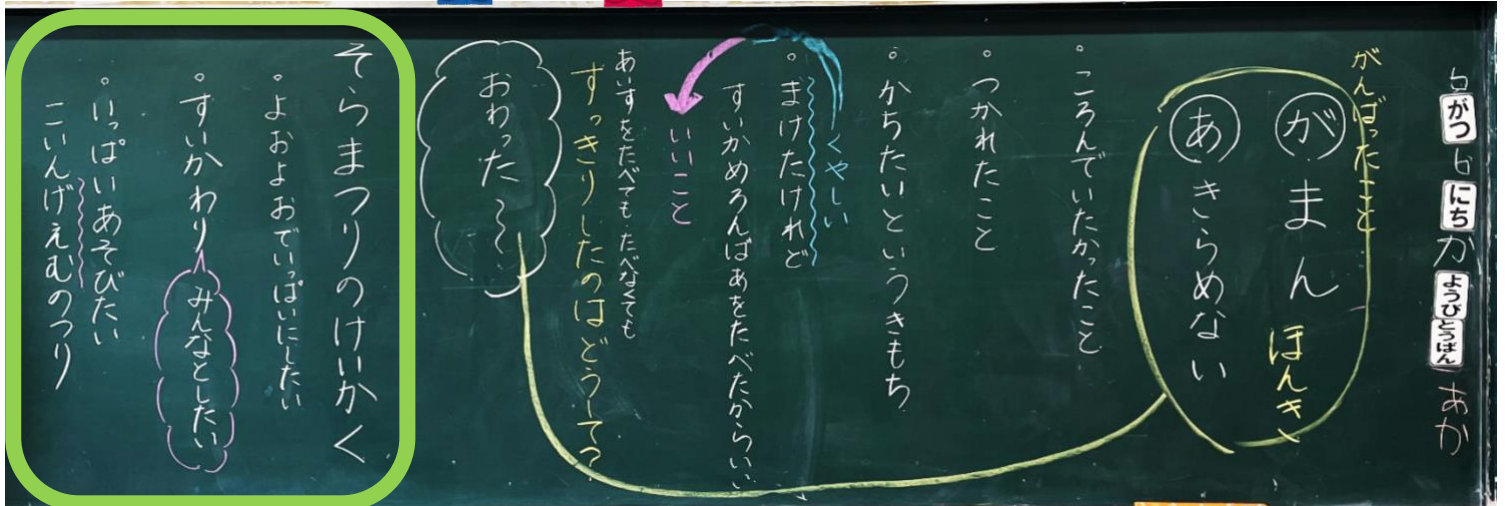 5がつ6にちかようびとうばんあか
がんばったこと
がまん ほんき
あきらめない
。ころんでいたかったこと
。つかれたこと
。かちたいというきもち
くやしい
。まけたけれど
すいかめろんばあをたべたからいい
いいこと
あいすをたべても.たべなくても
すっきりしたのはどうして?
おわった〜
そらまつりのけいかく
。よおよおでいっぱいにしたい
。すいかわり
みんなとしたい
。いっぱいあそびたい
こいんげえむのつり